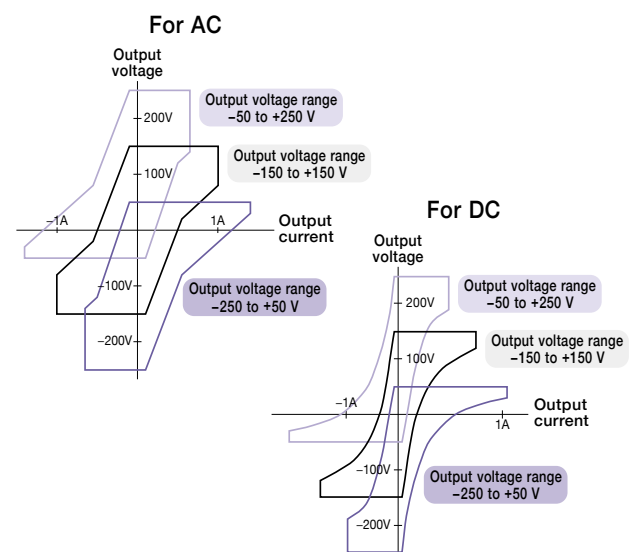 For AC
Output
voltage
200V
Output voltage range
−50 to +250 V
100V
Output voltage range
−150 to +150 V
−1A
1A
Output
current
−100V
Output voltage range
−250 to +50 V
−200V
For DC
Output
voltage
200V
Output voltage range
−50 to +250 V
100V
Output voltage range
−150 to +150 V
−1A
1A
Output
current
−100V
Output voltage range
−250 to +50 V
−200V